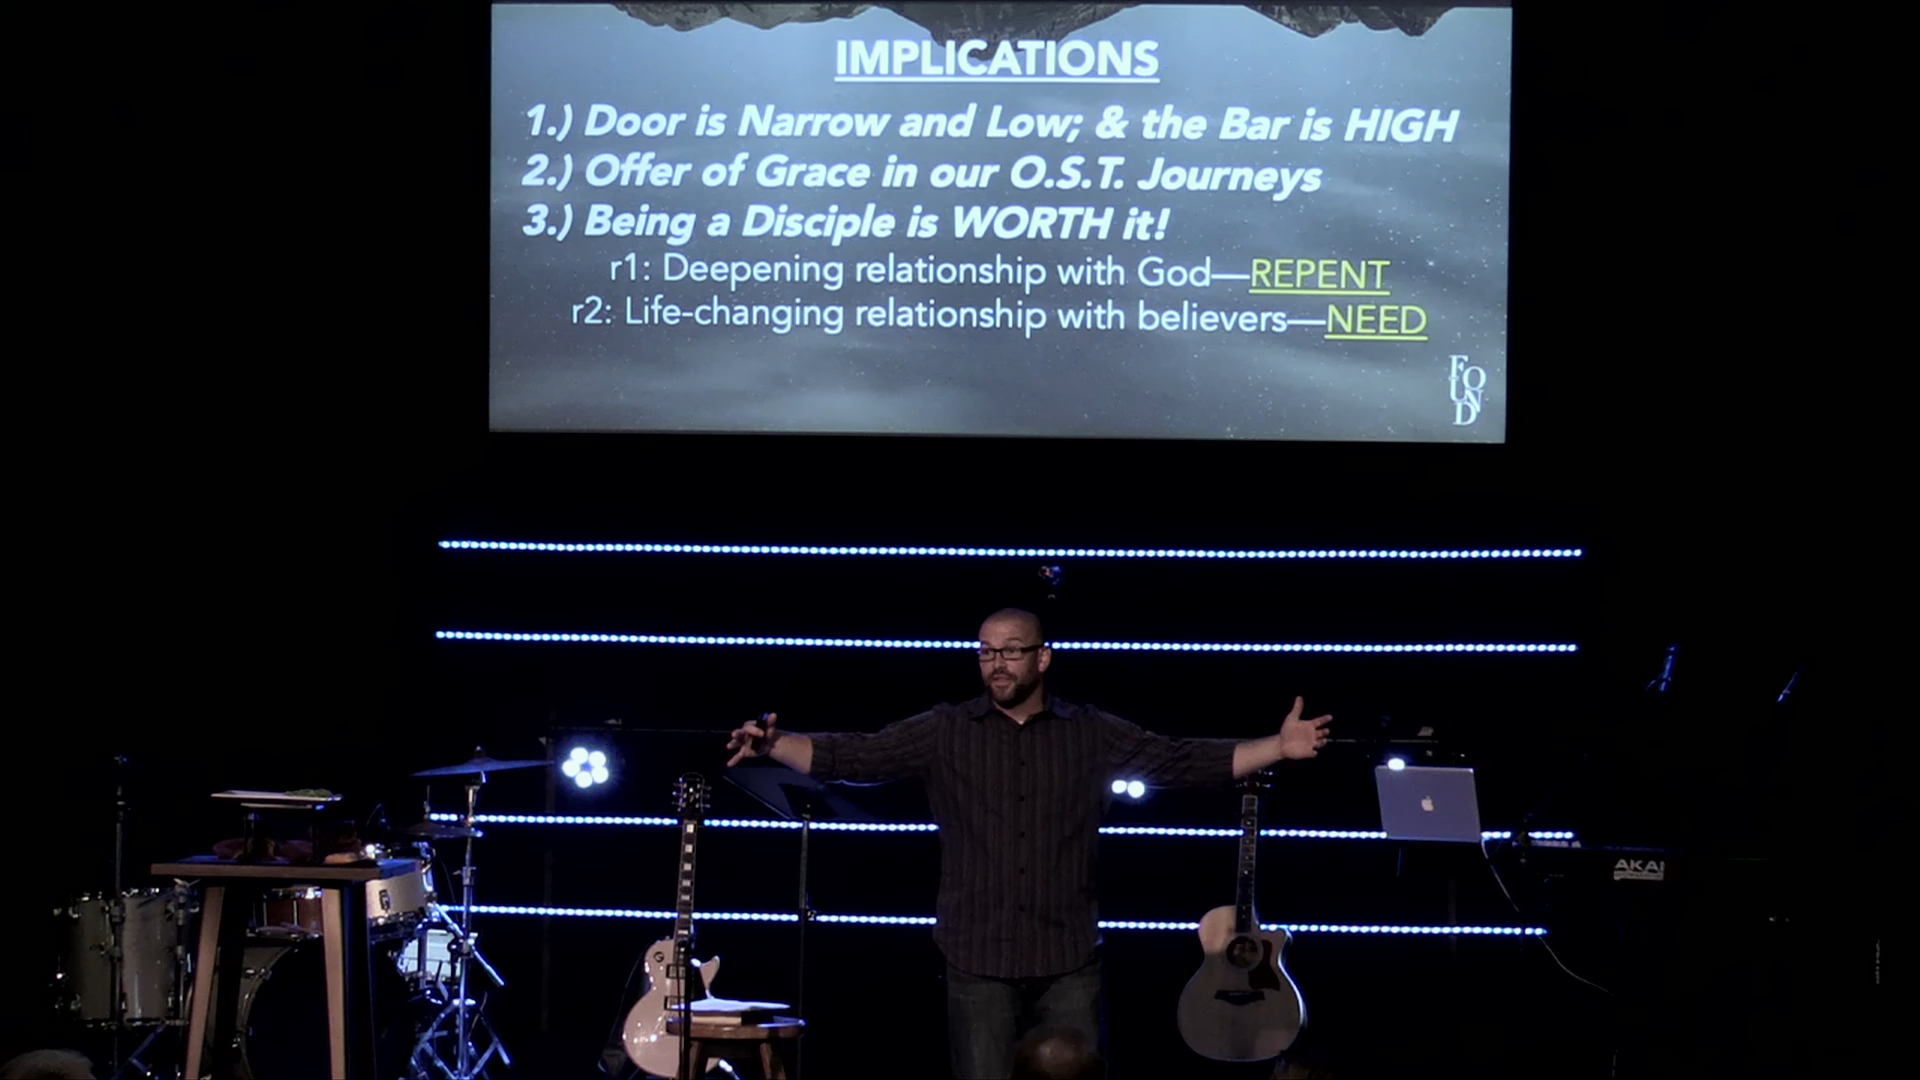 IMPLICATIONS
1.) Door is Narrow and Low; & the Bar is HIGH
2.) Offer of Grace in our O.S.T. Journeys
3.) Being a Disciple is WORTH it!
r1: Deepening relationship with God—REPENT
r2: Life-changing relationship with believers—NEED
FOUND
AKAI